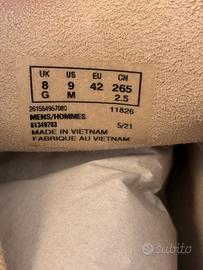 UK US EU CN
8 9 42 265
G M 2.5
261554957080 11826
MENS/HOMMES
61349783 5/21
MADE IN VIETNAM
FABRIQUE AU VIETNAM
subito